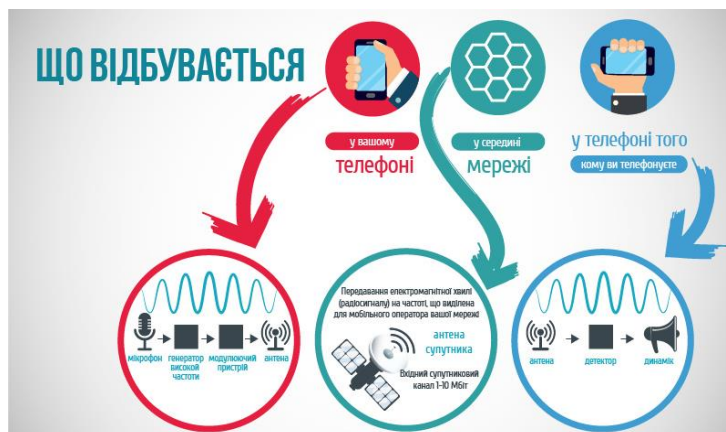 ЩО ВІДБУВАЄТЬСЯ
у вашому
телефоні
у середині
мережі
у телефоні того
кому ви телефонуєте
мікрофон
генератор
високої
частоти
модулюючий
пристрій
антена
Передавання електромагнітної хвилі
(радіосигналу) на частоті, що виділена
для мобільного оператора вашої мережі
антена
супутника
Вхідний супутниковий
канал 1-10 Мбіт
антена
детектор
динамік